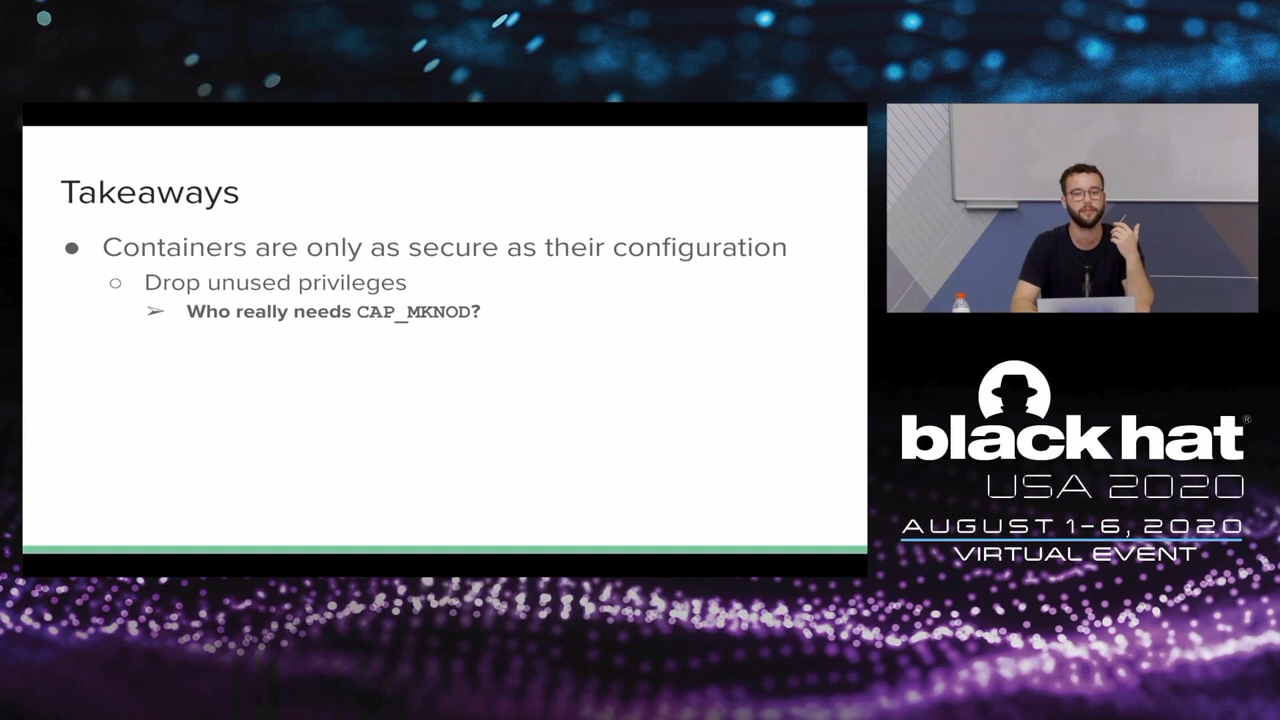 Takeaways
● Containers are only as secure as their configuration
○ Drop unused privileges
➢ Who really needs CAP_MKNOD?
black hat®
USA 2020
AUGUST 1-6, 2020
VIRTUAL EVENT